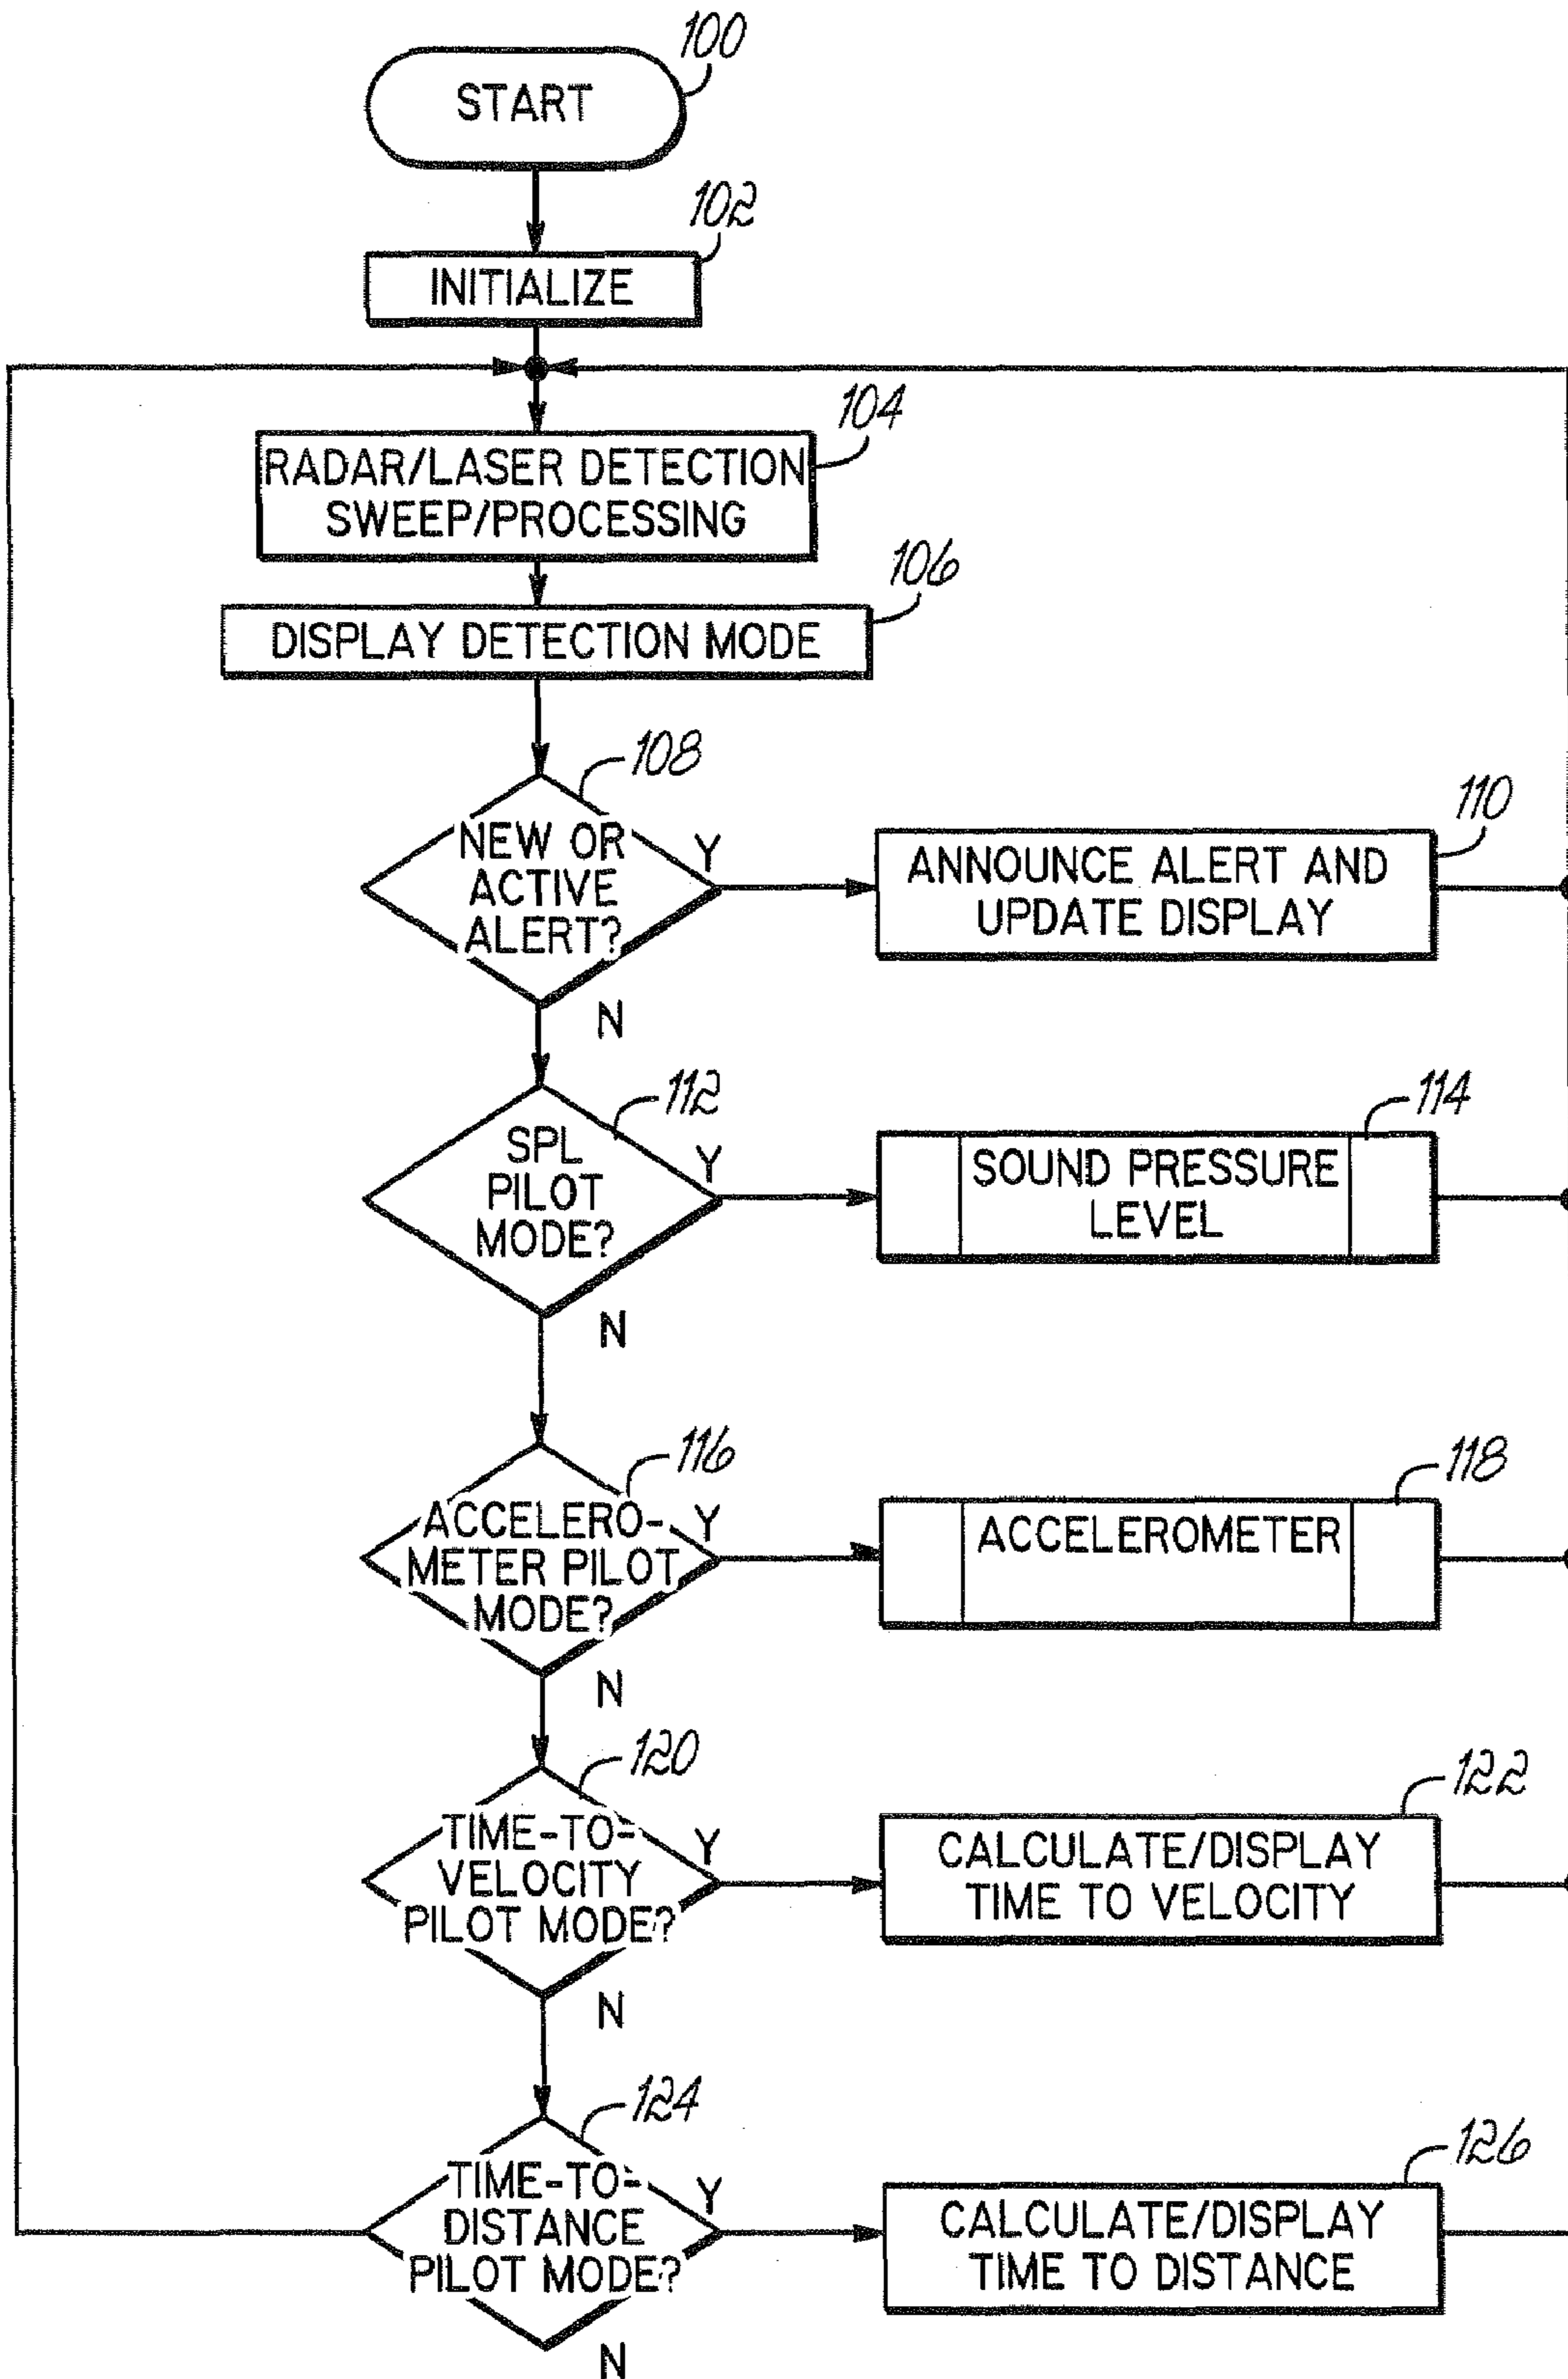 100
START
102
INITIALIZE
104
RADAR/LASER DETECTION
SWEEP/PROCESSING
106
DISPLAY DETECTION MODE
108
NEW OR
ACTIVE
ALERT?
Y
N
110
ANNOUNCE ALERT AND
UPDATE DISPLAY
112
SPL
PILOT
MODE?
Y
N
114
SOUND PRESSURE
LEVEL
116
ACCELERO-
METER PILOT
MODE?
Y
N
118
ACCELEROMETER
120
TIME-TO-
VELOCITY
PILOT MODE?
Y
N
122
CALCULATE/DISPLAY
TIME TO VELOCITY
124
TIME-TO-
DISTANCE
PILOT MODE?
Y
N
126
CALCULATE/DISPLAY
TIME TO DISTANCE